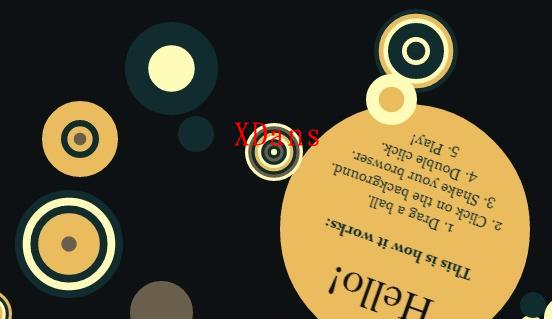 XDans
Hello!
This is how it works:
1. Drag a ball
2. Click on the background.
3. Shake your browser.
4. Double click.
5. Play!